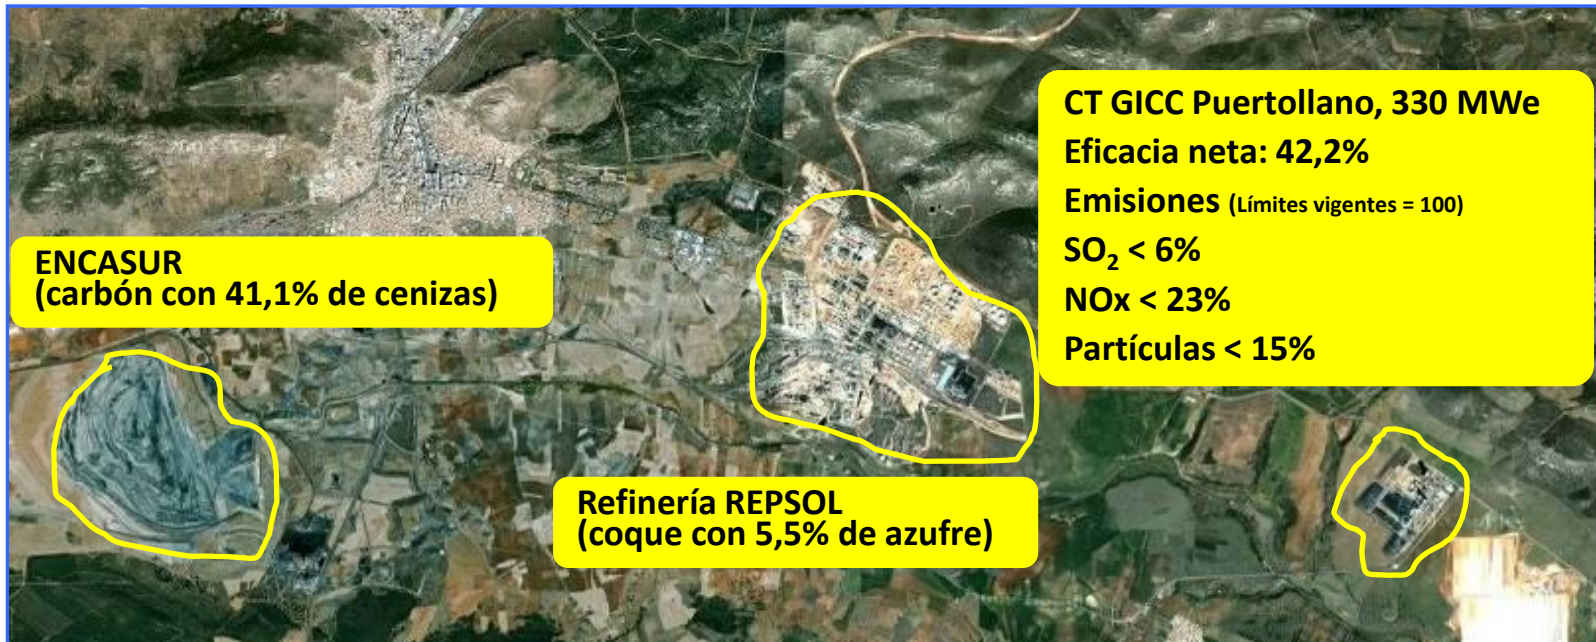 CT GICC Puertollano, 330 MWe
Eficacia neta: 42,2%
Emisiones (Límites vigentes = 100)
SO₂ < 6%
NOx < 23%
Partículas < 15%
ENCASUR
(carbón con 41,1% de cenizas)
Refinería REPSOL
(coque con 5,5% de azufre)